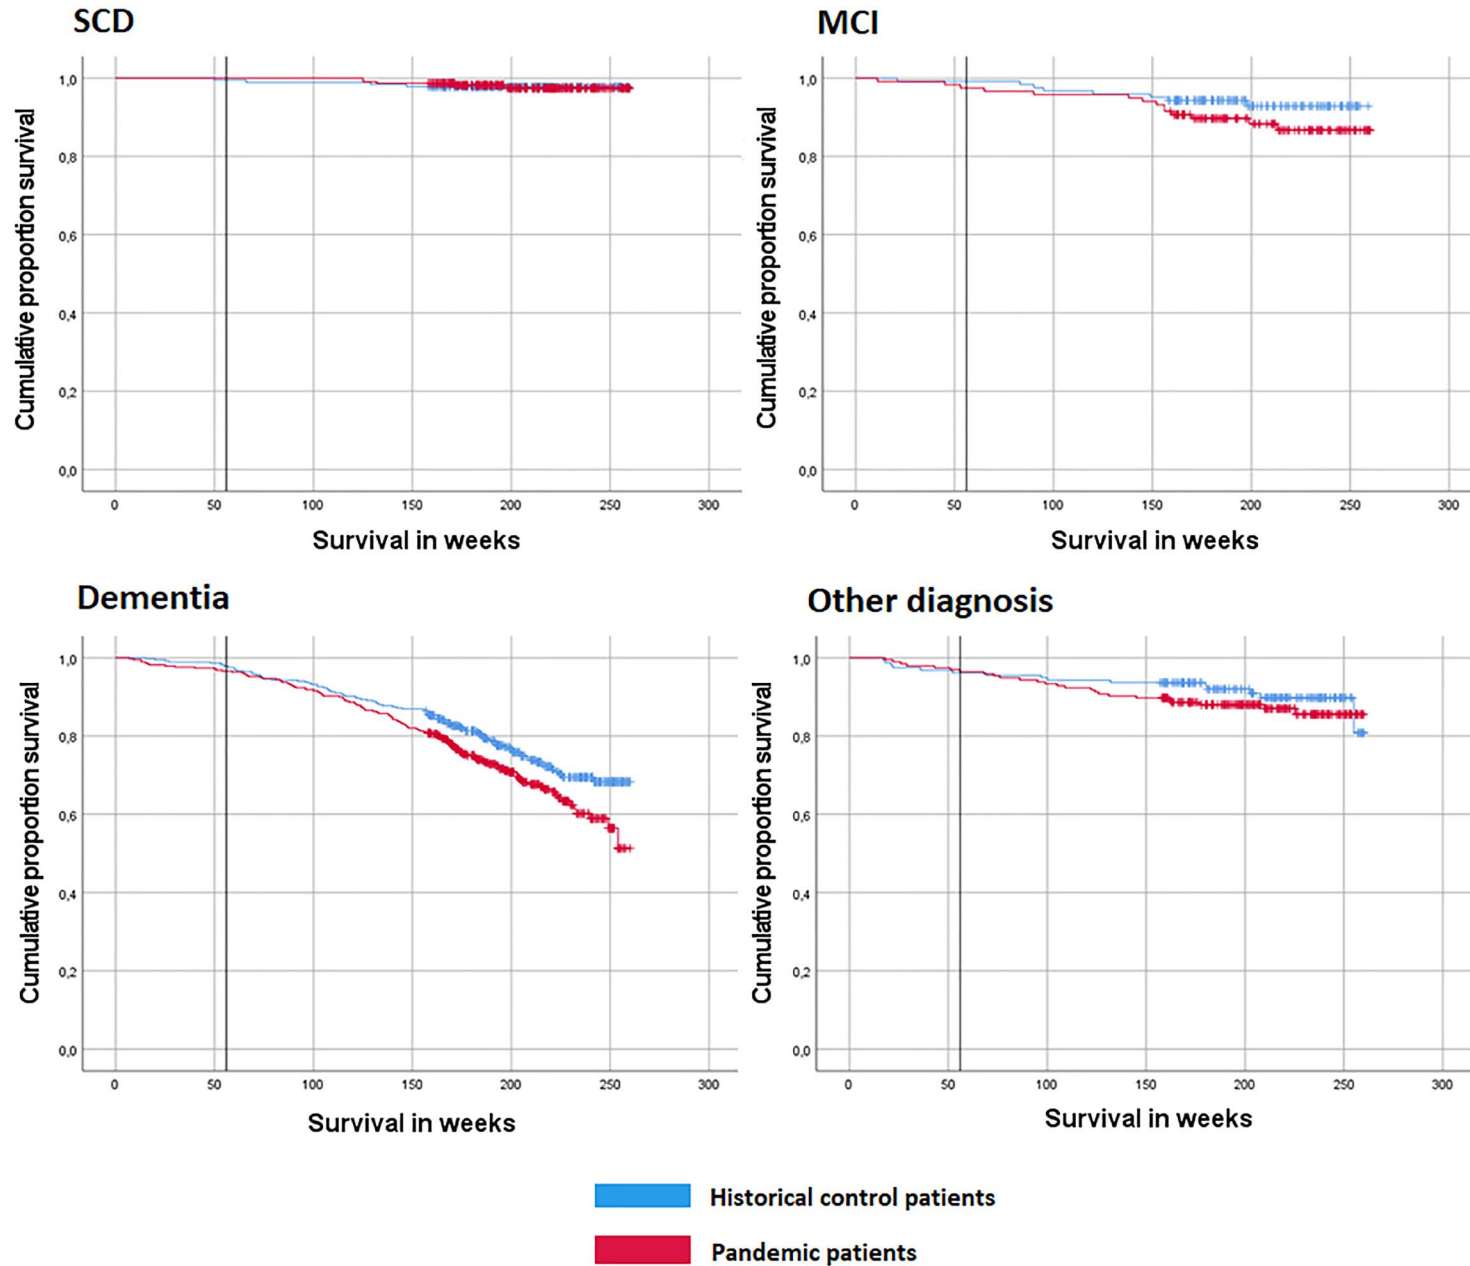 SCD
Cumulative proportion survival
1,0
0,8
0,6
0,4
0,2
0,0
0 50 100 150 200 250 300
Survival in weeks
MCI
Cumulative proportion survival
1,0
0,8
0,6
0,4
0,2
0,0
0 50 100 150 200 250 300
Survival in weeks
Dementia
Cumulative proportion survival
1,0
0,8
0,6
0,4
0,2
0,0
0 50 100 150 200 250 300
Survival in weeks
Other diagnosis
Cumulative proportion survival
1,0
0,8
0,6
0,4
0,2
0,0
0 50 100 150 200 250 300
Survival in weeks
Historical control patients
Pandemic patients